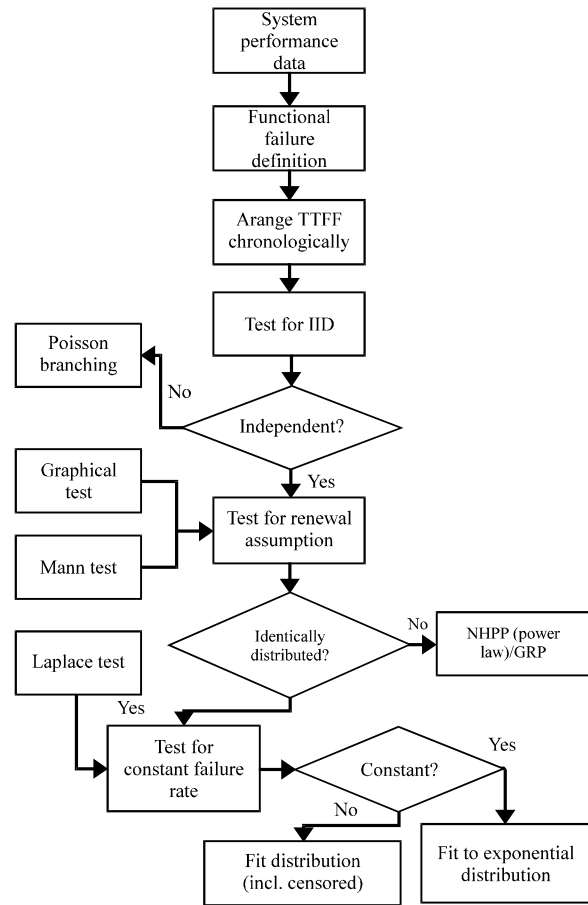 System
performance
data
Functional
failure
definition
Arange TTFF
chronologically
Test for IID
Poisson
branching
No
Independent?
Yes
Graphical
test
Test for renewal
assumption
Mann test
Identically
distributed?
No
NHPP (power
law)/GRP
Laplace test
Yes
Test for
constant failure
rate
Constant?
Yes
No
Fit distribution
(incl. censored)
Fit to exponential
distribution